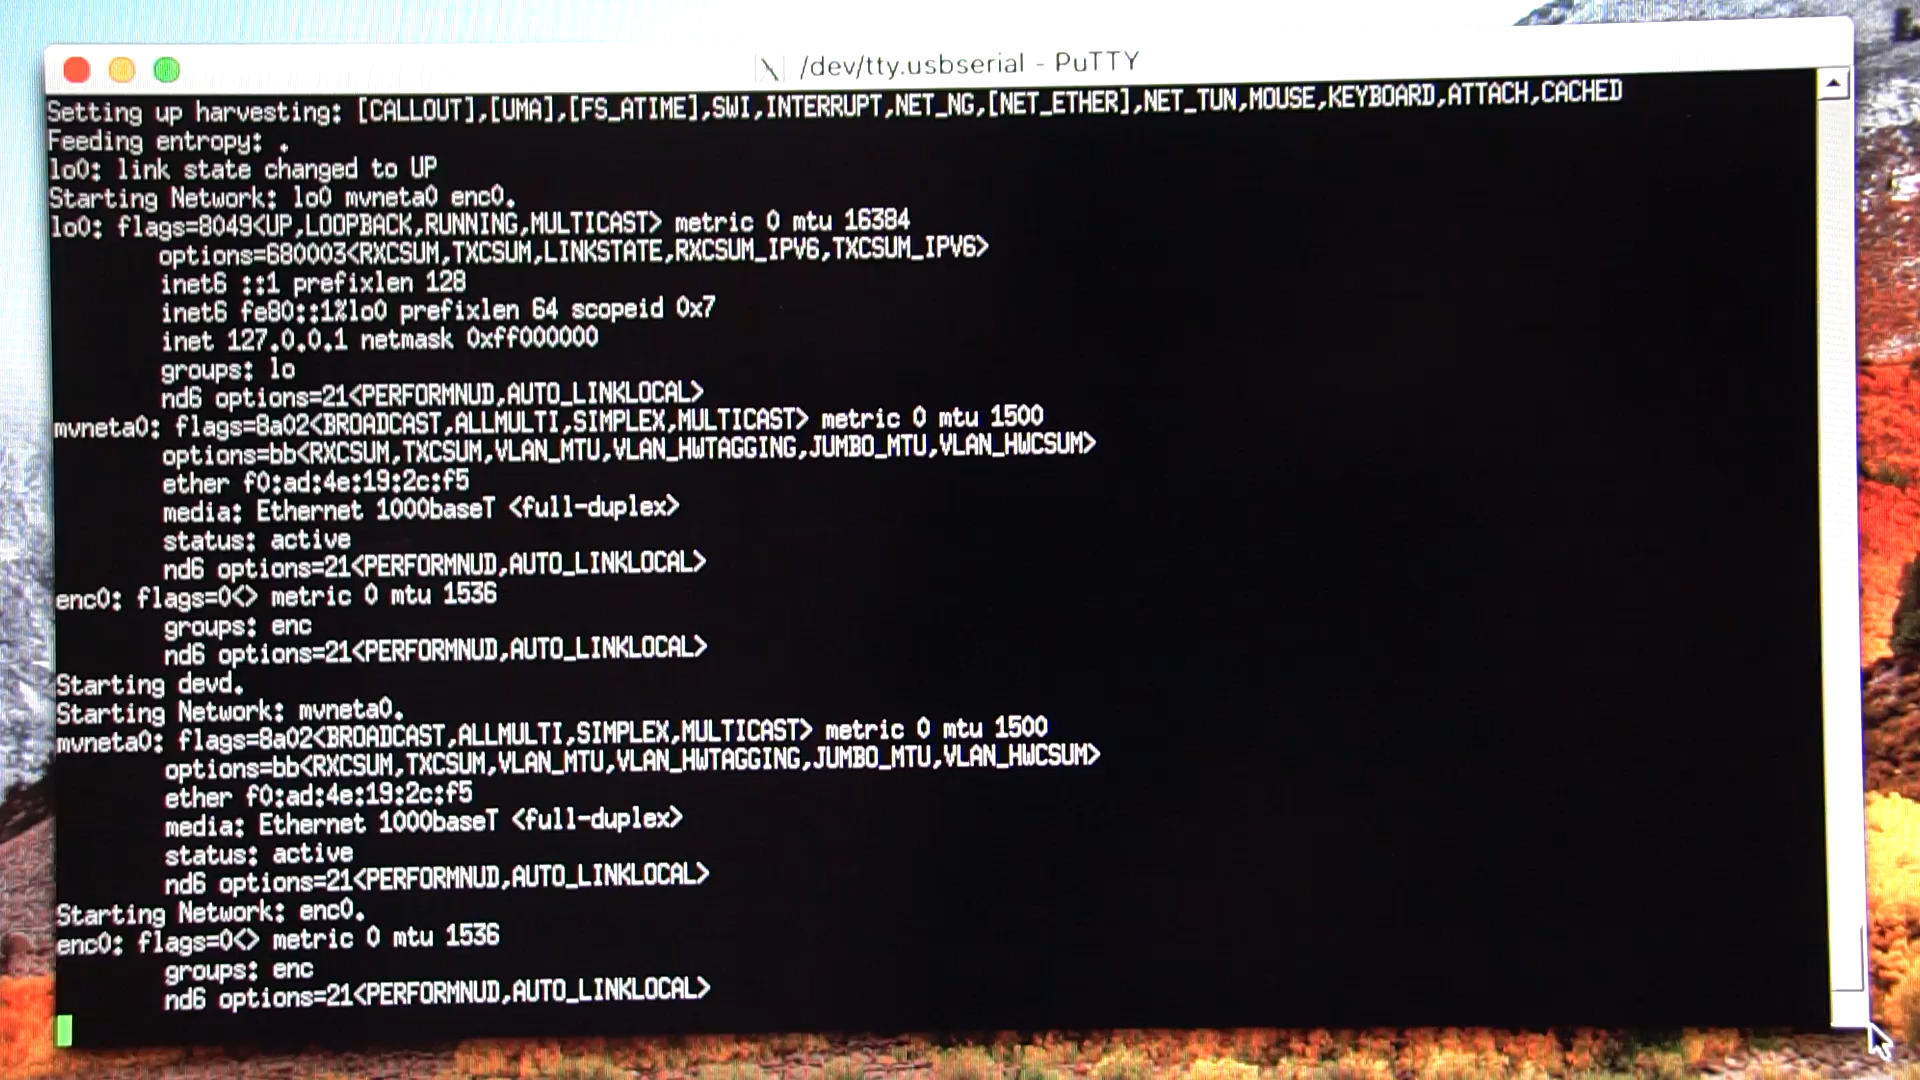 /dev/tty.usbserial - PuTTY
Setting up harvesting: [CALLOUT],[UMA],[FS_ATIME],SWI,INTERRUPT,NET_NG,[NET_ETHER],NET_TUN,MOUSE,KEYBOARD,ATTACH,CACHED
Feeding entropy: .
lo0: link state changed to UP
Starting Network: lo0 mvneta0 enc0.
lo0: flags=8049<UP,LOOPBACK,RUNNING,MULTICAST> metric 0 mtu 16384
options=680003<RXCSUM,TXCSUM,LINKSTATE,RXCSUM_IPV6,TXCSUM_IPV6>
inet6 ::1 prefixlen 128
inet6 fe80::1%lo0 prefixlen 64 scopeid 0x7
inet 127.0.0.1 netmask 0xff000000
groups: lo
nd6 options=21<PERFORMNUD,AUTO_LINKLOCAL>
mvneta0: flags=8a02<BROADCAST,ALLMULTI,SIMPLEX,MULTICAST> metric 0 mtu 1500
options=bb<RXCSUM,TXCSUM,VLAN_MTU,VLAN_HWTAGGING,JUMBO_MTU,VLAN_HWCSUM>
ether f0:ad:4e:19:2c:f5
media: Ethernet 1000baseT <full-duplex>
status: active
nd6 options=21<PERFORMNUD,AUTO_LINKLOCAL>
enc0: flags=0<> metric 0 mtu 1536
groups: enc
nd6 options=21<PERFORMNUD,AUTO_LINKLOCAL>
Starting devd.
Starting Network: mvneta0.
mvneta0: flags=8a02<BROADCAST,ALLMULTI,SIMPLEX,MULTICAST> metric 0 mtu 1500
options=bb<RXCSUM,TXCSUM,VLAN_MTU,VLAN_HWTAGGING,JUMBO_MTU,VLAN_HWCSUM>
ether f0:ad:4e:19:2c:f5
media: Ethernet 1000baseT <full-duplex>
status: active
nd6 options=21<PERFORMNUD,AUTO_LINKLOCAL>
Starting Network: enc0.
enc0: flags=0<> metric 0 mtu 1536
groups: enc
nd6 options=21<PERFORMNUD,AUTO_LINKLOCAL>